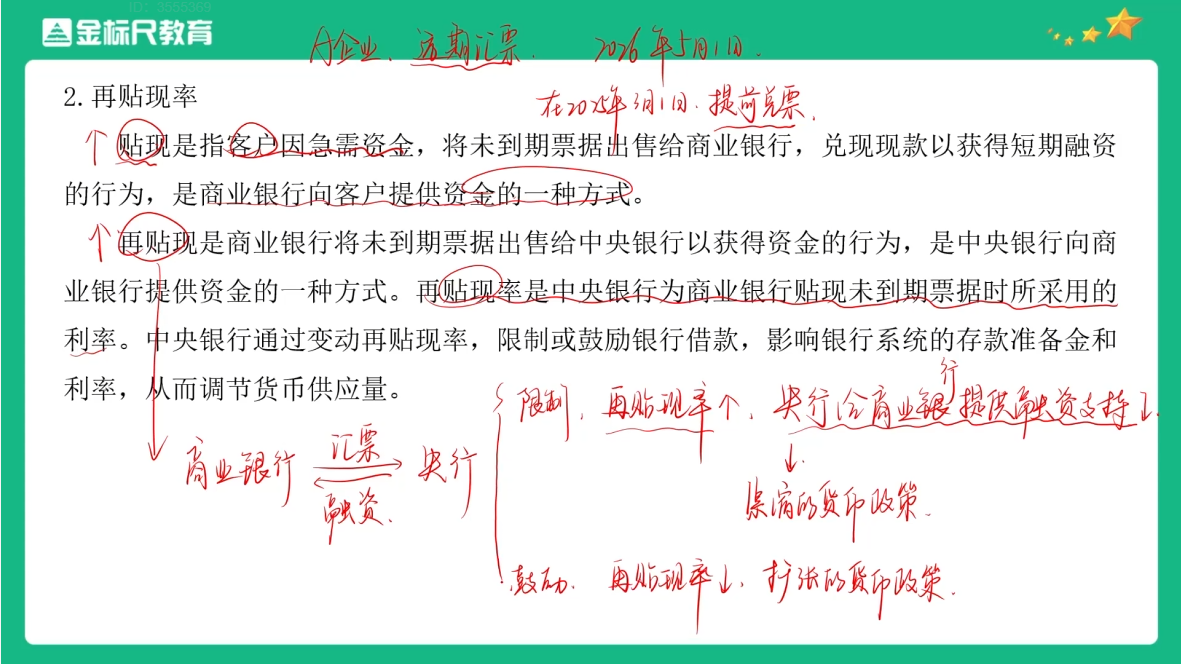 ID: 3555369
金标尺教育
A企业、远期汇票. 2026年5月1日.
在2025年3月1日.提前兑票.
2. 再贴现率
↑贴现是指客户因急需资金，将未到期票据出售给商业银行，兑现现款以获得短期融资
的行为，是商业银行向客户提供资金的一种方式。
↑再贴现是商业银行将未到期票据出售给中央银行以获得资金的行为，是中央银行向商
业银行提供资金的一种方式。再贴现率是中央银行为商业银行贴现未到期票据时所采用的
利率。中央银行通过变动再贴现率，限制或鼓励银行借款，影响银行系统的存款准备金和
利率，从而调节货币供应量。
限制，再贴现率↑.央行给商业银行提供融资支持↓.
商业银行 汇票 央行
融资.
↓.
紧缩的货币政策.
鼓励.再贴现率↓.扩张的货币政策.